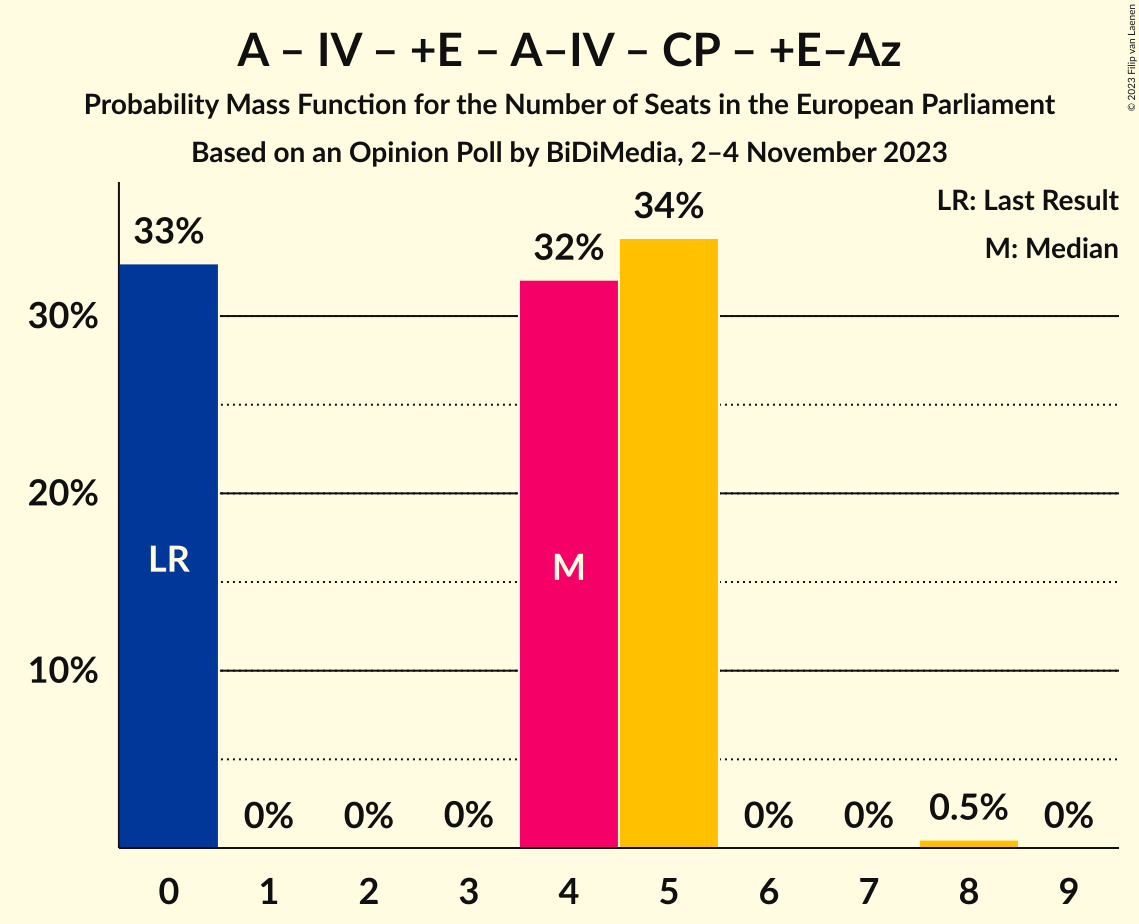 A – IV – +E – A–IV – CP – +E–Az
Probability Mass Function for the Number of Seats in the European Parliament
Based on an Opinion Poll by BiDiMedia, 2–4 November 2023
© 2023 Filip van Laenen
LR: Last Result
M: Median
33%
0%
0%
0%
32%
34%
0%
0%
0.5%
0%
30%
20%
10%
LR
M
0 1 2 3 4 5 6 7 8 9